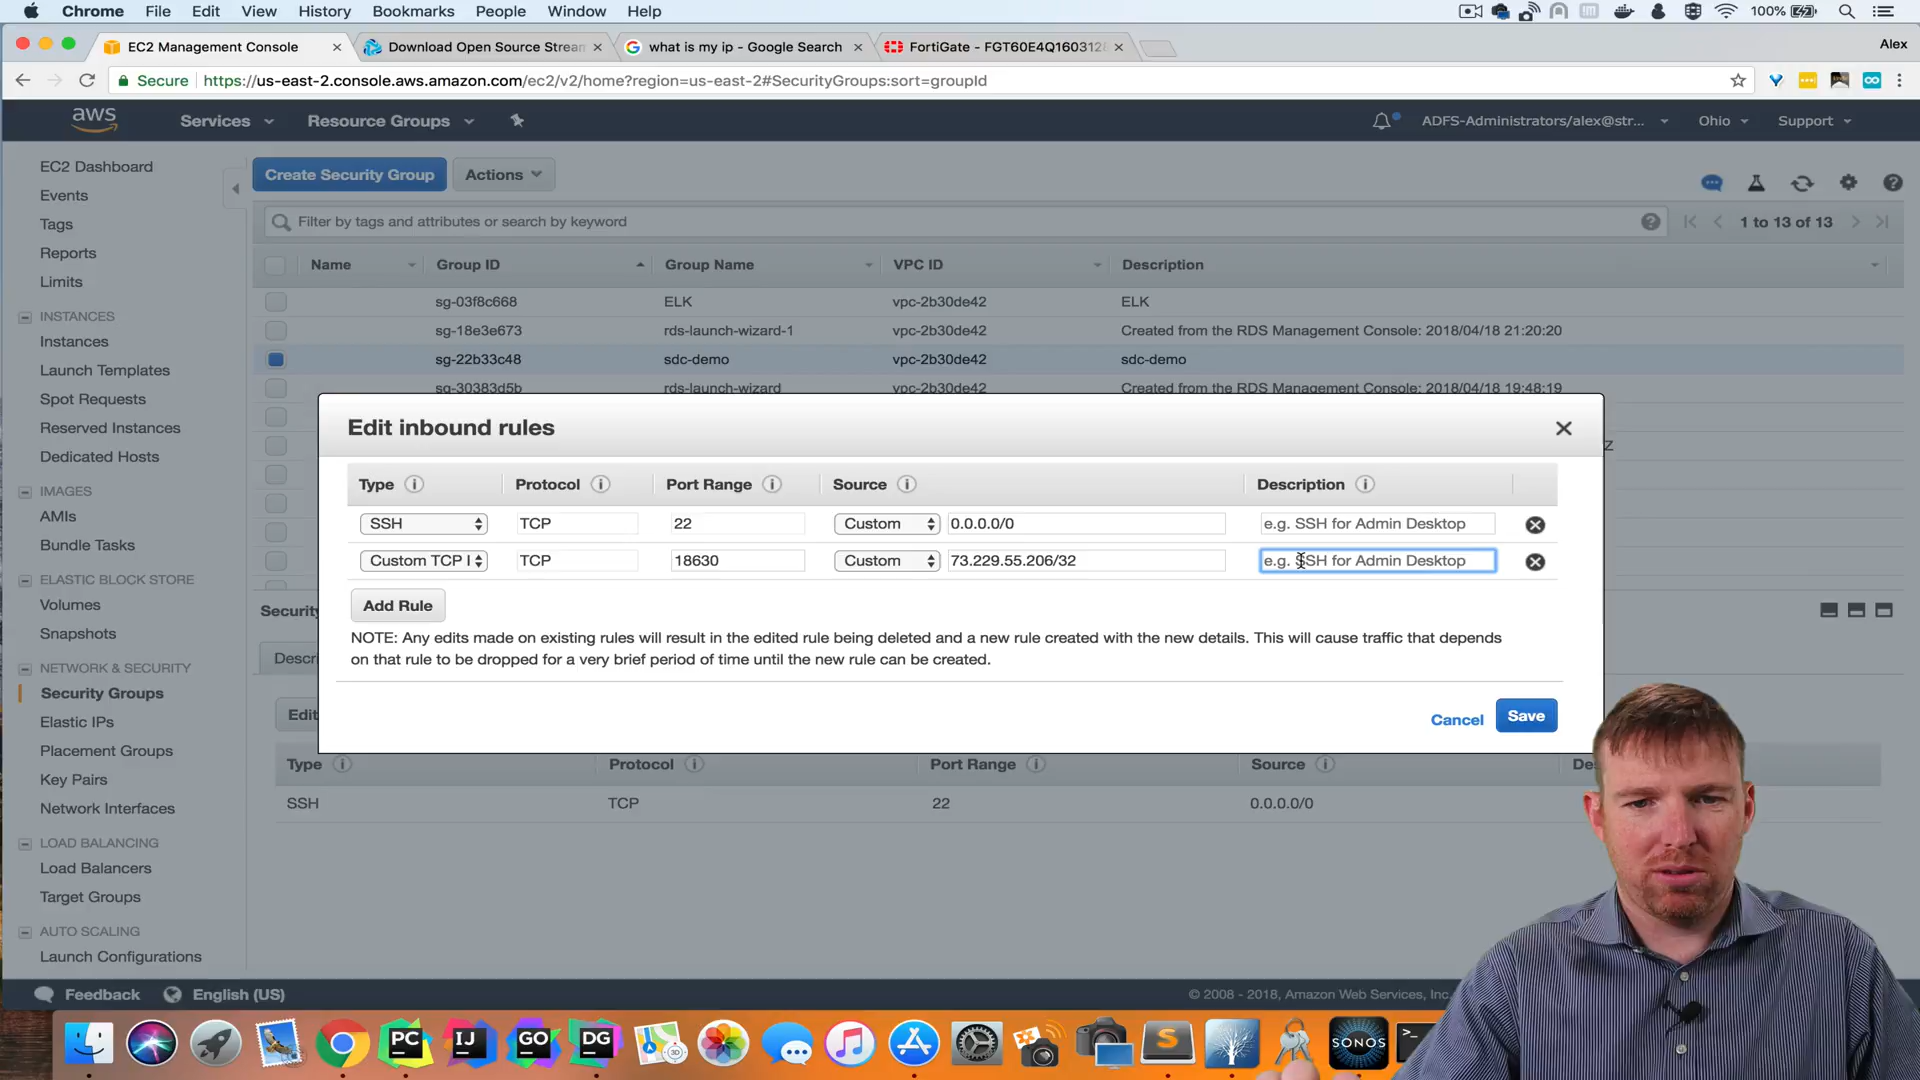 Chrome File Edit View History Bookmarks People Window Help 100%
EC2 Management Console Download Open Source Strean what is my ip - Google Search FortiGate - FGT60E4Q160312 Alex
Secure https://us-east-2.console.aws.amazon.com/ec2/v2/home?region=us-east-2#SecurityGroups:sort=groupId
aws Services Resource Groups ADFS-Administrators/alex@str... Ohio Support
EC2 Dashboard
Events
Tags
Reports
Limits
INSTANCES
Instances
Launch Templates
Spot Requests
Reserved Instances
Dedicated Hosts
IMAGES
AMIs
Bundle Tasks
ELASTIC BLOCK STORE
Volumes
Snapshots
NETWORK & SECURITY
Security Groups
Elastic IPs
Placement Groups
Key Pairs
Network Interfaces
LOAD BALANCING
Load Balancers
Target Groups
AUTO SCALING
Launch Configurations
Create Security Group Actions
Filter by tags and attributes or search by keyword 1 to 13 of 13
Name Group ID Group Name VPC ID Description
sg-03f8c668 ELK vpc-2b30de42 ELK
sg-18e3e673 rds-launch-wizard-1 vpc-2b30de42 Created from the RDS Management Console: 2018/04/18 21:20:20
sg-22b33c48 sdc-demo vpc-2b30de42 sdc-demo
sg-30383d5b rds-launch-wizard vpc-2b30de42 Created from the RDS Management Console: 2018/04/18 19:48:19
Edit inbound rules
Type Protocol Port Range Source Description
SSH TCP 22 Custom 0.0.0.0/0 e.g. SSH for Admin Desktop
Custom TCP TCP 18630 Custom 73.229.55.206/32 e.g. SSH for Admin Desktop
Add Rule
NOTE: Any edits made on existing rules will result in the edited rule being deleted and a new rule created with the new details. This will cause traffic that depends
on that rule to be dropped for a very brief period of time until the new rule can be created.
Cancel Save
Security
Descri
Edit
Type Protocol Port Range Source De
SSH TCP 22 0.0.0.0/0
Feedback English (US) © 2008 - 2018, Amazon Web Services, Inc.
PC IJ GO DG 3D S SONOS >_